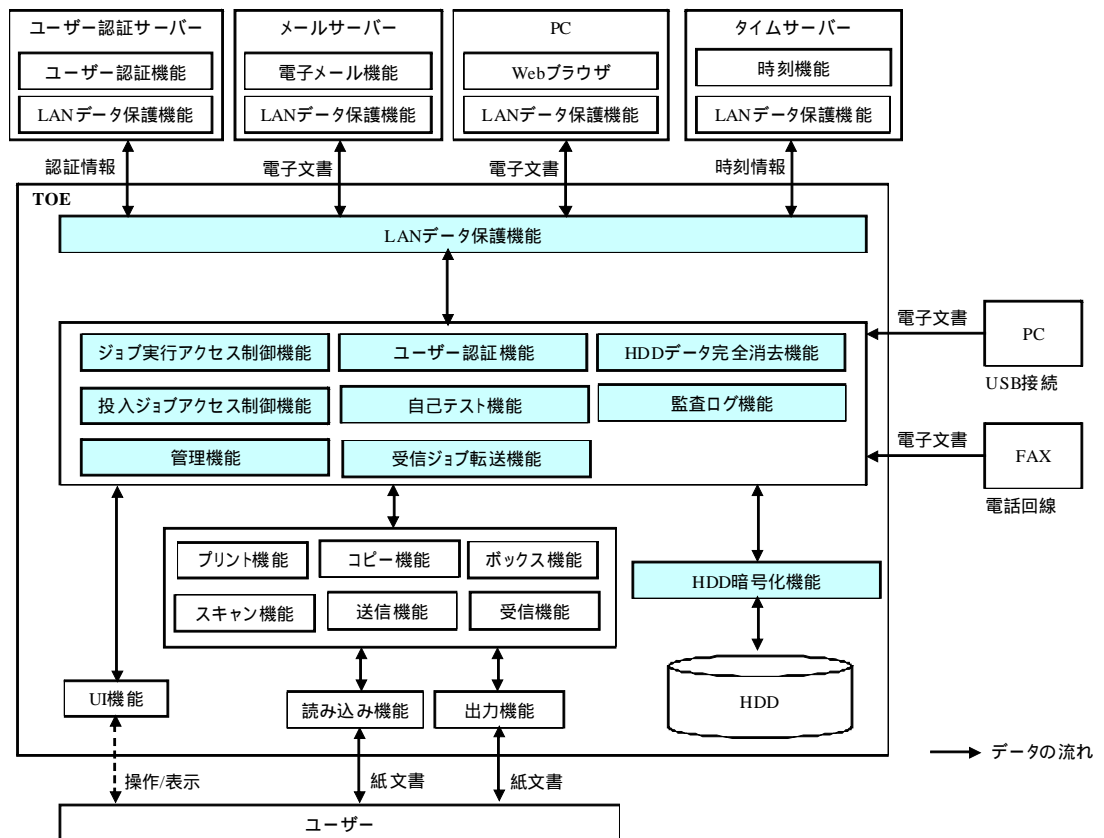 ユーザー認証サーバー
メールサーバー
PC
タイムサーバー
ユーザー認証機能
電子メール機能
Webブラウザ
時刻機能
LANデータ保護機能
LANデータ保護機能
LANデータ保護機能
LANデータ保護機能
認証情報
電子文書
電子文書
時刻情報
TOE
LANデータ保護機能
ジョブ実行アクセス制御機能
ユーザー認証機能
HDDデータ完全消去機能
投入ジョブアクセス制御機能
自己テスト機能
監査ログ機能
管理機能
受信ジョブ転送機能
電子文書
PC
USB接続
電子文書
FAX
電話回線
プリント機能
コピー機能
ボックス機能
スキャン機能
送信機能
受信機能
HDD暗号化機能
HDD
UI機能
読み込み機能
出力機能
データの流れ
操作/表示
紙文書
紙文書
ユーザー